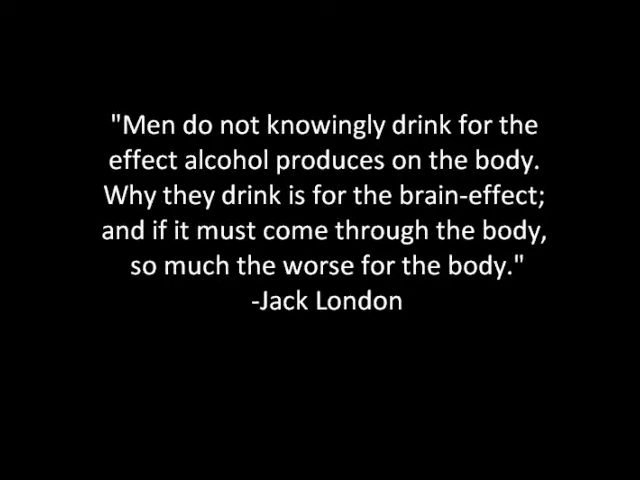 "Men do not knowingly drink for the
effect alcohol produces on the body.
Why they drink is for the brain-effect;
and if it must come through the body,
so much the worse for the body."
-Jack London